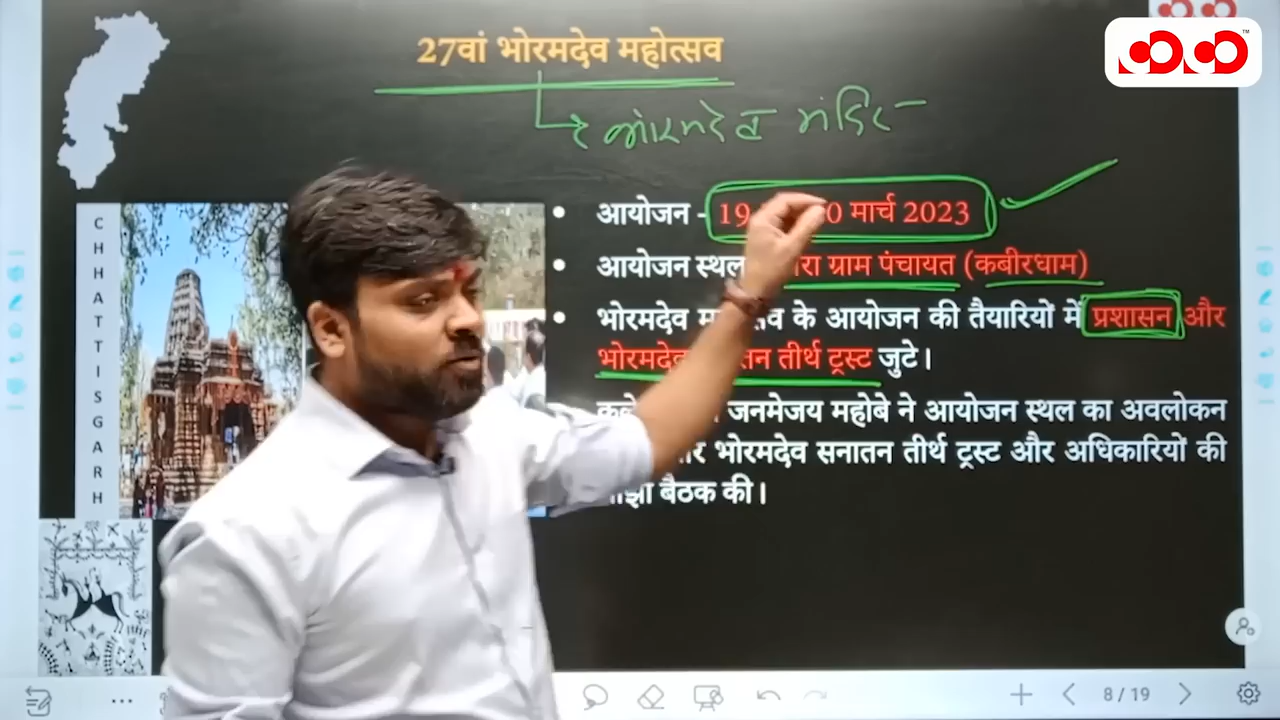 27वां भोरमदेव महोत्सव
भोरमदेव मंदिर
आयोजन - 19 0 मार्च 2023
आयोजन स्थल रा ग्राम पंचायत (कबीरधाम)
भोरमदेव के आयोजन की तैयारियों में प्रशासन और
भोरमदेव तन तीर्थ ट्रस्ट जुटे।
जनमेजय महोबे ने आयोजन स्थल का अवलोकन
भोरमदेव सनातन तीर्थ ट्रस्ट और अधिकारियों की
बैठक की।
CHHATTISGARH
8 / 19